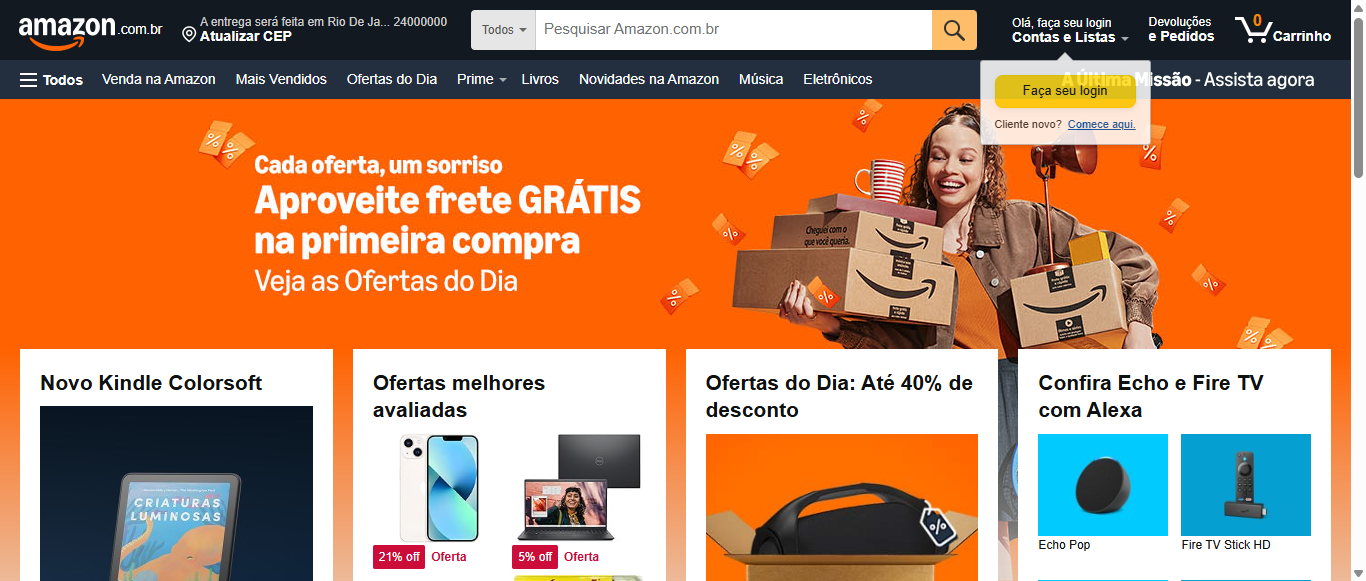 amazon.com.br
A entrega será feita em Rio De Ja... 24000000
Atualizar CEP
Todos
Pesquisar Amazon.com.br
Olá, faça seu login
Contas e Listas
Devoluções
e Pedidos
0
Carrinho
Todos
Venda na Amazon
Mais Vendidos
Ofertas do Dia
Prime
Livros
Novidades na Amazon
Música
Eletrônicos
A Última Missão - Assista agora
Faça seu login
Cliente novo? Comece aqui.
Cada oferta, um sorriso
Aproveite frete GRÁTIS
na primeira compra
Veja as Ofertas do Dia
Cheguei com o
que você queria.
Novo Kindle Colorsoft
CRIATURAS
LUMINOSAS
Ofertas melhores
avaliadas
21% off Oferta
5% off Oferta
Ofertas do Dia: Até 40% de
desconto
%
Confira Echo e Fire TV
com Alexa
Echo Pop
Fire TV Stick HD